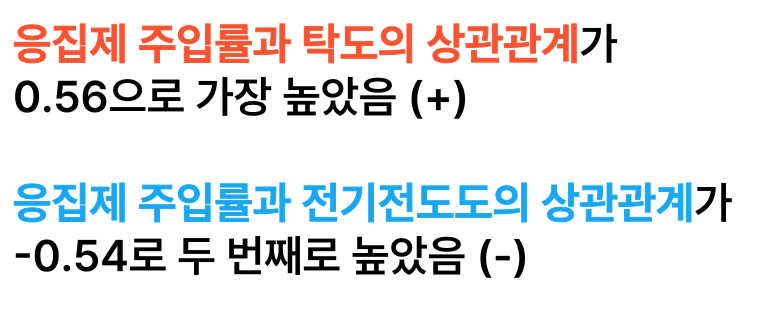 응집제 주입률과 탁도의 상관관계가
0.56으로 가장 높았음 (+)
응집제 주입률과 전기전도도의 상관관계가
-0.54로 두 번째로 높았음 (-)